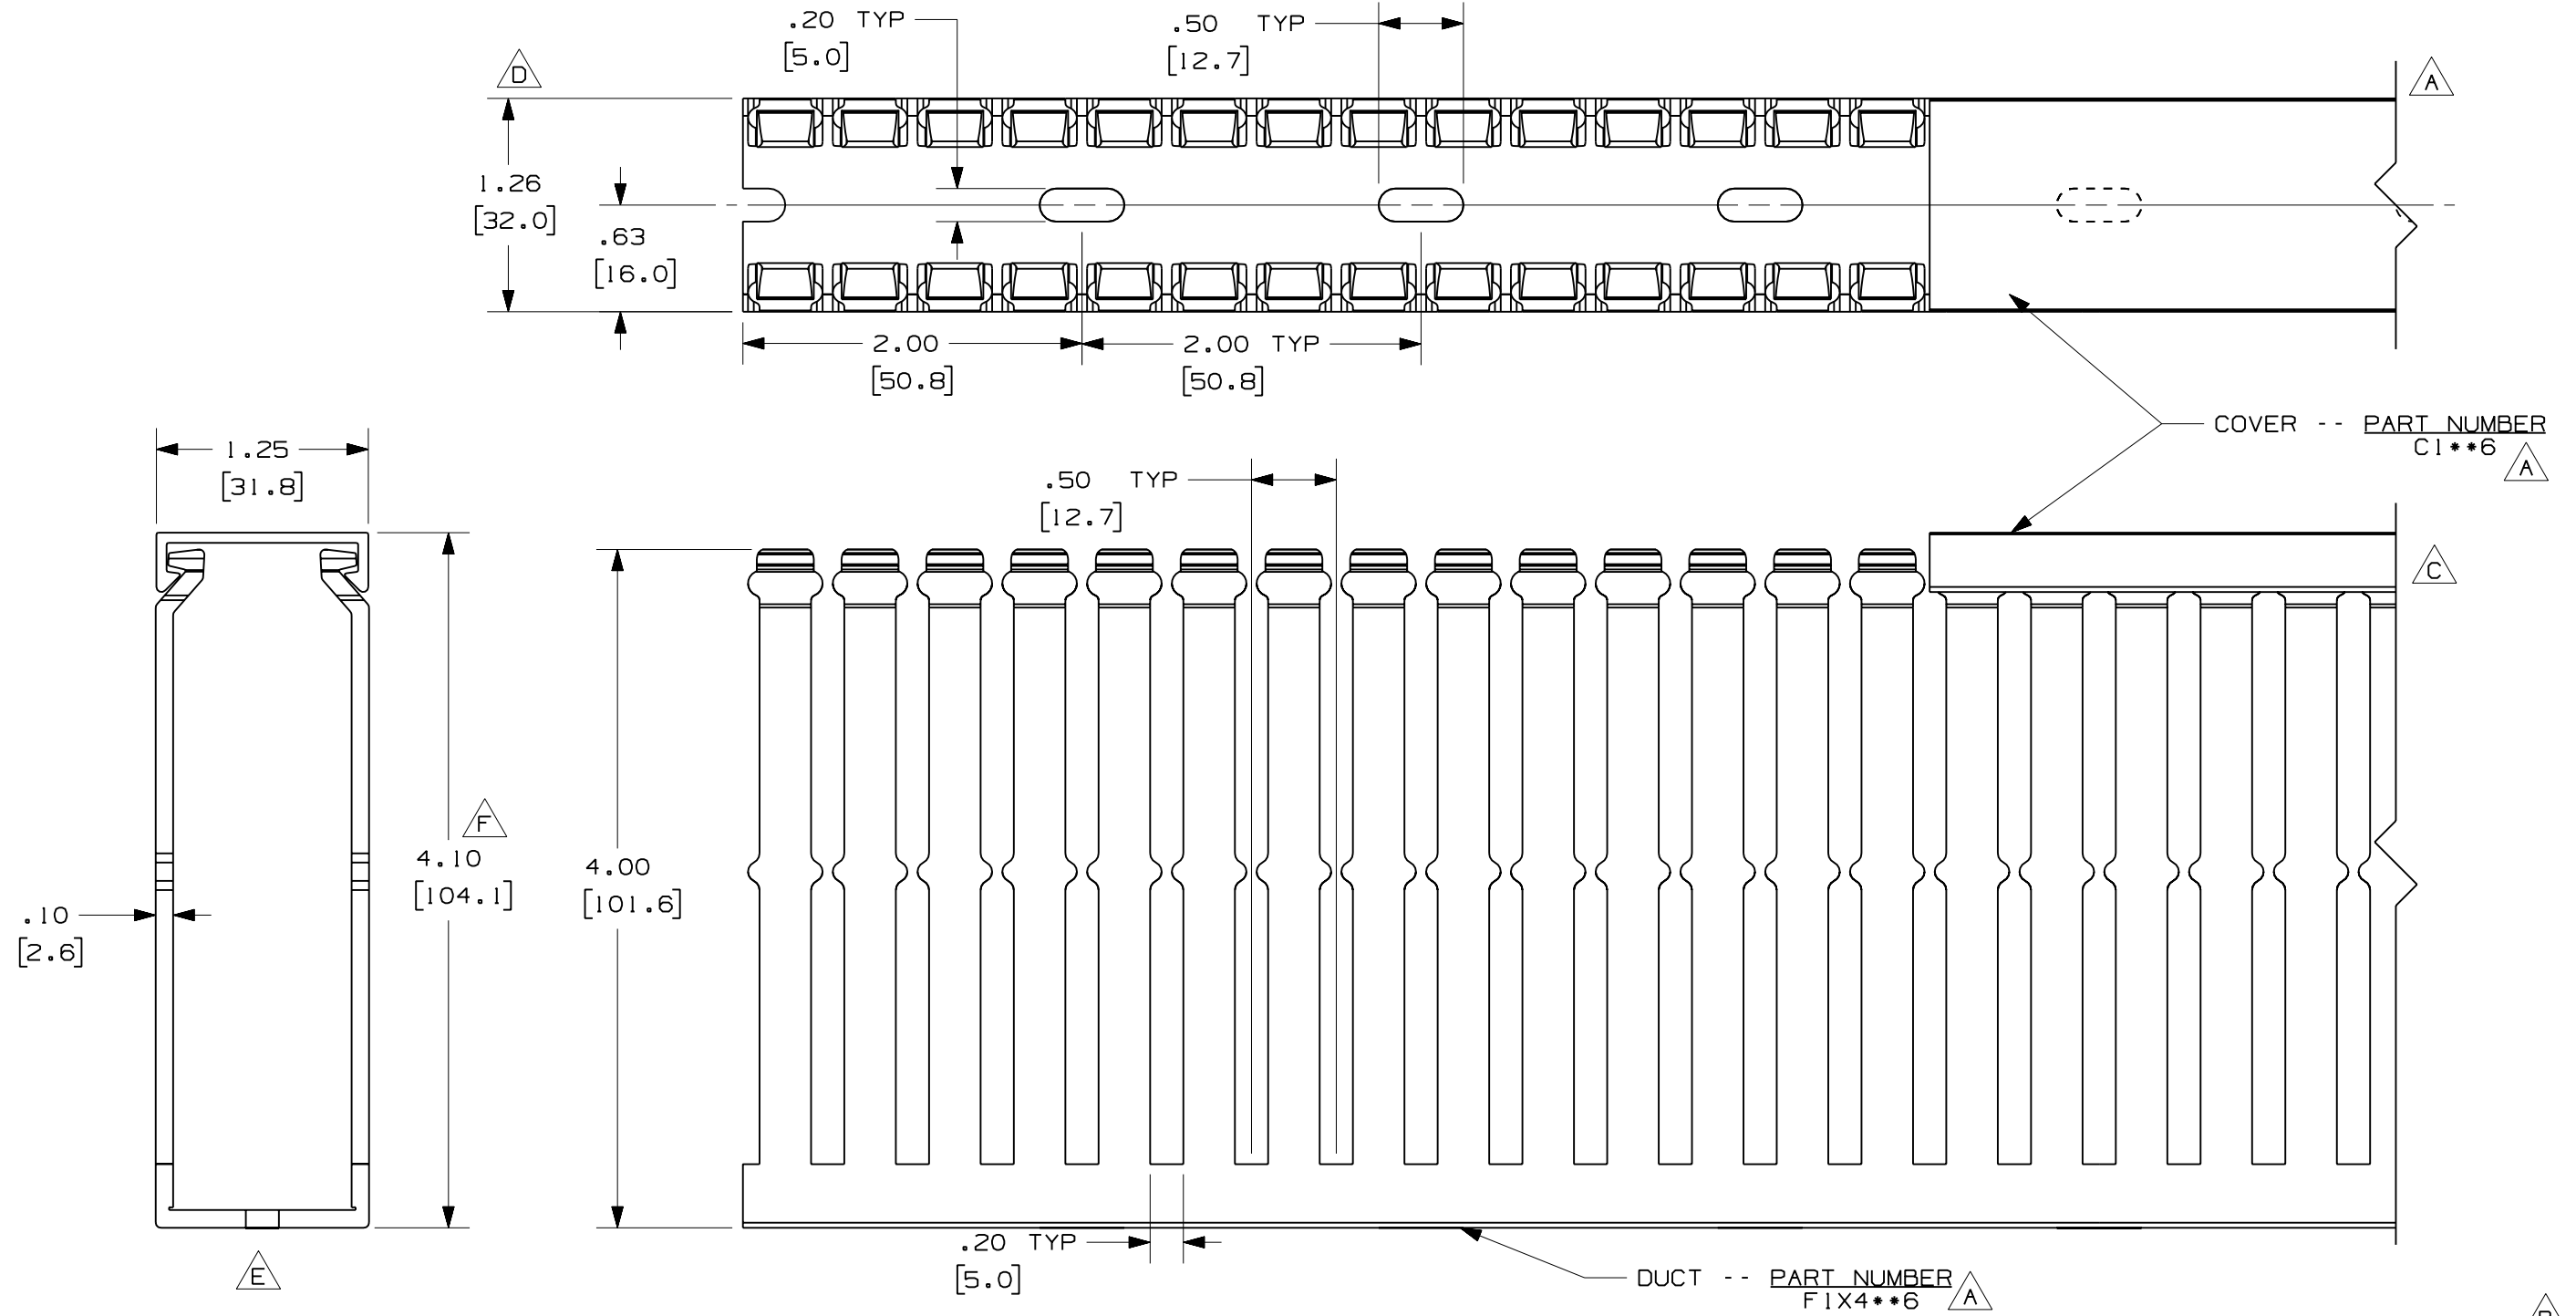 .20 TYP
[5.0]
.50 TYP
[12.7]
D
A
1.26
[32.0]
.63
[16.0]
2.00
[50.8]
2.00 TYP
[50.8]
COVER -- PART NUMBER
C1**6
A
1.25
[31.8]
.50 TYP
[12.7]
C
F
4.10
[104.1]
4.00
[101.6]
.10
[2.6]
.20 TYP
[5.0]
E
DUCT -- PART NUMBER
F1X4**6
A